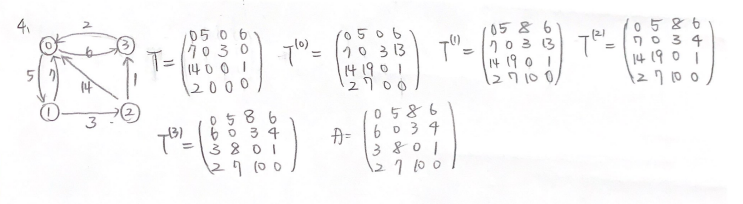 4、
2
0 3
5 7 6 14 1
1 3 2
T= (0 5 0 6
7 0 3 0
14 0 0 1
2 0 0 0)
T⁽⁰⁾= (0 5 0 6
7 0 3 13
14 19 0 1
2 7 0 0)
T⁽¹⁾= (0 5 8 6
7 0 3 13
14 19 0 1
2 7 10 0)
T⁽²⁾= (0 5 8 6
7 0 3 4
14 19 0 1
2 7 10 0)
T⁽³⁾= (0 5 8 6
6 0 3 4
3 8 0 1
2 7 10 0)
A= (0 5 8 6
6 0 3 4
3 8 0 1
2 7 10 0)